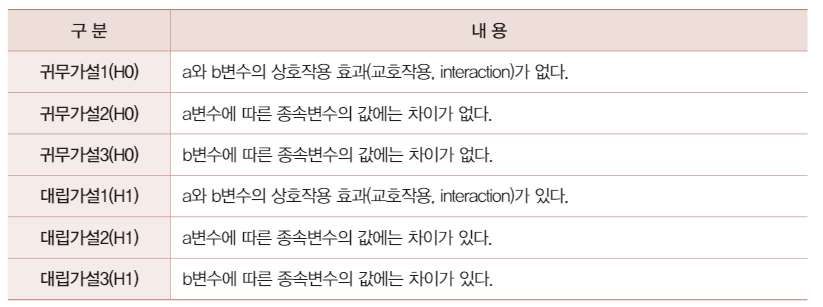 구 분 내 용
귀무가설1(H0) a와 b변수의 상호작용 효과(교호작용, interaction)가 없다.
귀무가설2(H0) a변수에 따른 종속변수의 값에는 차이가 없다.
귀무가설3(H0) b변수에 따른 종속변수의 값에는 차이가 없다.
대립가설1(H1) a와 b변수의 상호작용 효과(교호작용, interaction)가 있다.
대립가설2(H1) a변수에 따른 종속변수의 값에는 차이가 있다.
대립가설3(H1) b변수에 따른 종속변수의 값에는 차이가 있다.